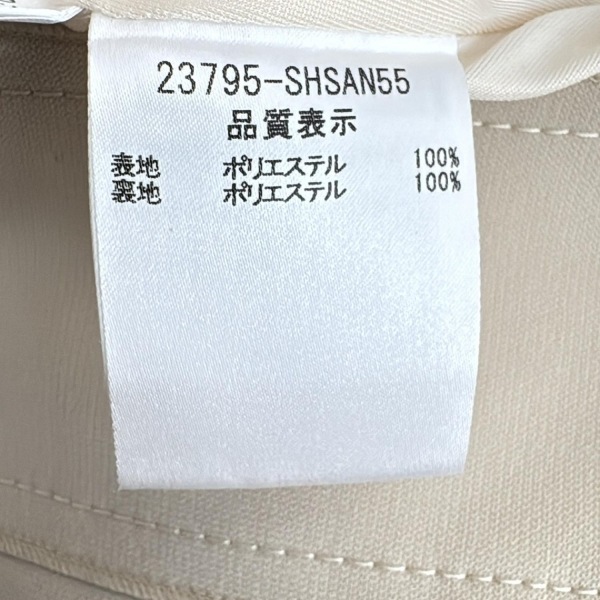 23795-SHSAN55
品質表示
表地 ポリエステル 100%
裏地 ポリエステル 100%